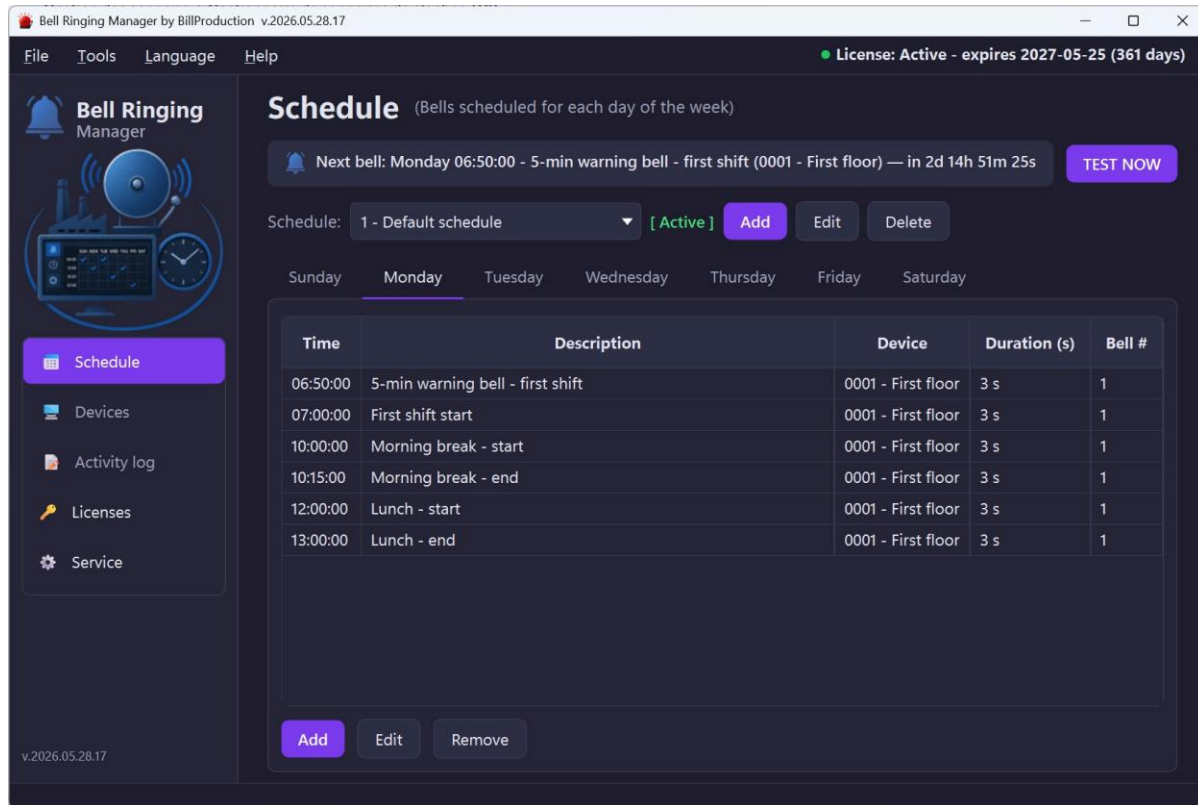 Bell Ringing Manager by BillProduction v.2026.05.28.17
File Tools Language Help
License: Active - expires 2027-05-25 (361 days)
Bell Ringing
Manager
Schedule (Bells scheduled for each day of the week)
Next bell: Monday 06:50:00 - 5-min warning bell - first shift (0001 - First floor) — in 2d 14h 51m 25s
TEST NOW
Schedule: 1 - Default schedule [ Active ] Add Edit Delete
Sunday Monday Tuesday Wednesday Thursday Friday Saturday
Time Description Device Duration (s) Bell #
06:50:00 5-min warning bell - first shift 0001 - First floor 3 s 1
07:00:00 First shift start 0001 - First floor 3 s 1
10:00:00 Morning break - start 0001 - First floor 3 s 1
10:15:00 Morning break - end 0001 - First floor 3 s 1
12:00:00 Lunch - start 0001 - First floor 3 s 1
13:00:00 Lunch - end 0001 - First floor 3 s 1
Add Edit Remove
Schedule
Devices
Activity log
Licenses
Service
v.2026.05.28.17